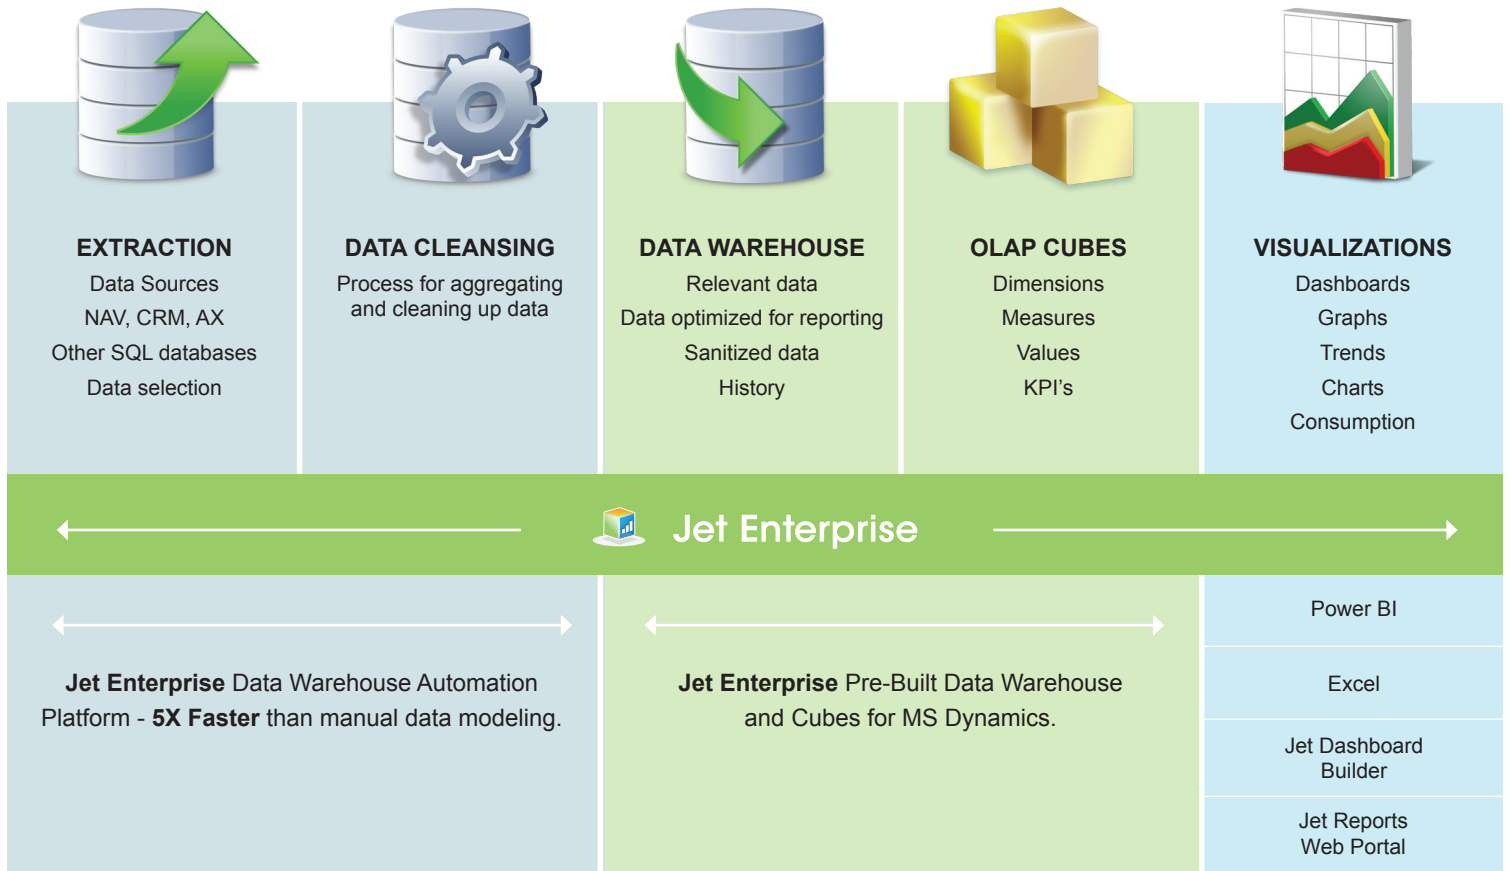 EXTRACTION
Data Sources
NAV, CRM, AX
Other SQL databases
Data selection
DATA CLEANSING
Process for aggregating
and cleaning up data
DATA WAREHOUSE
Relevant data
Data optimized for reporting
Sanitized data
History
OLAP CUBES
Dimensions
Measures
Values
KPI's
VISUALIZATIONS
Dashboards
Graphs
Trends
Charts
Consumption
Jet Enterprise
Jet Enterprise Data Warehouse Automation
Platform - 5X Faster than manual data modeling.
Jet Enterprise Pre-Built Data Warehouse
and Cubes for MS Dynamics.
Power BI
Excel
Jet Dashboard
Builder
Jet Reports
Web Portal